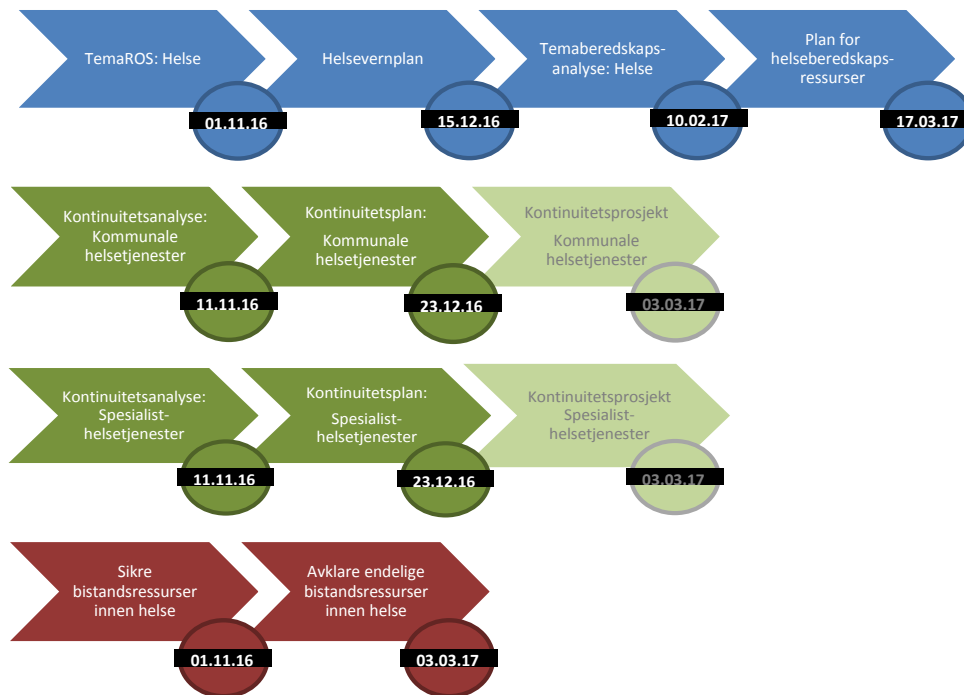 TemaROS: Helse
Helsevernplan
Temaberedskaps-
analyse: Helse
Plan for
helseberedskaps-
ressurser
01.11.16
15.12.16
10.02.17
17.03.17
Kontinuitetsanalyse:
Kommunale
helsetjenester
Kontinuitetsplan:
Kommunale
helsetjenester
Kontinuitetsprosjekt
Kommunale
helsetjenester
11.11.16
23.12.16
03.03.17
Kontinuitetsanalyse:
Spesialist-
helsetjenester
Kontinuitetsplan:
Spesialist-
helsetjenester
Kontinuitetsprosjekt
Spesialist-
helsetjenester
11.11.16
23.12.16
03.03.17
Sikre
bistandsressurser
innen helse
Avklare endelige
bistandsressurser
innen helse
01.11.16
03.03.17